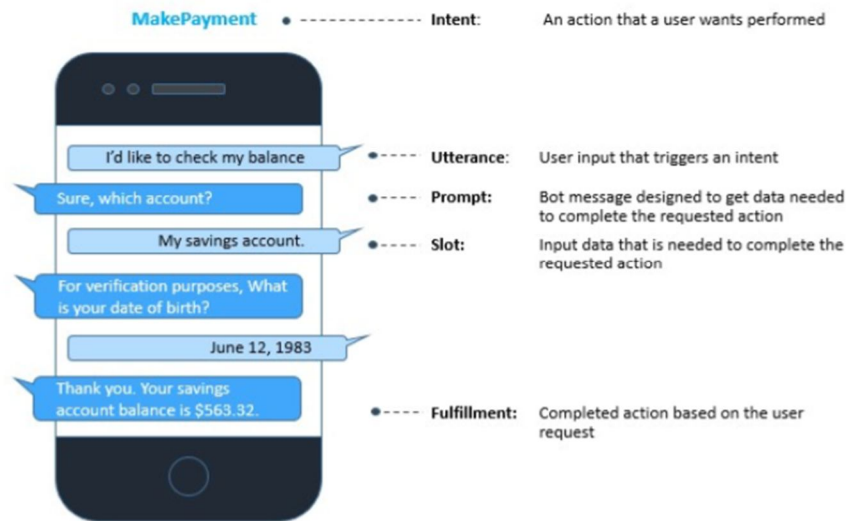 MakePayment
Intent: An action that a user wants performed
I'd like to check my balance
Utterance: User input that triggers an intent
Sure, which account?
Prompt: Bot message designed to get data needed
to complete the requested action
My savings account.
Slot: Input data that is needed to complete the
requested action
For verification purposes, What
is your date of birth?
June 12, 1983
Thank you. Your savings
account balance is $563.32.
Fulfillment: Completed action based on the user
request